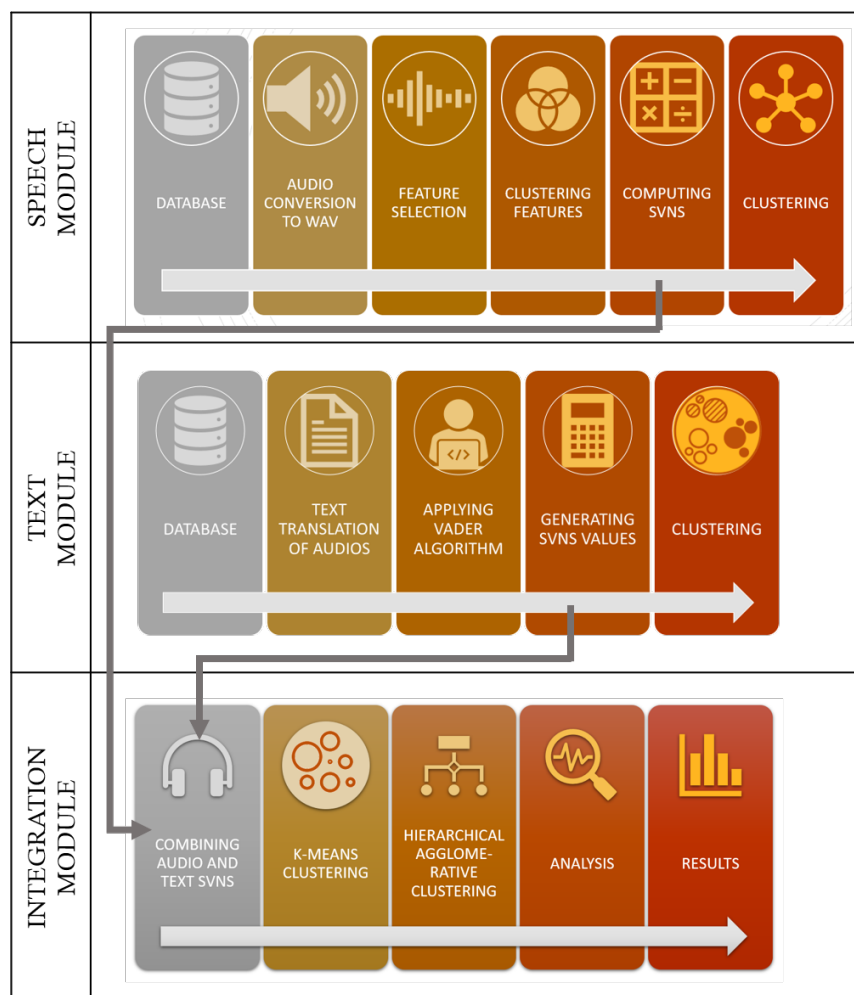 SPEECH
MODULE
DATABASE
AUDIO
CONVERSION
TO WAV
FEATURE
SELECTION
CLUSTERING
FEATURES
COMPUTING
SVNS
CLUSTERING
TEXT
MODULE
DATABASE
TEXT
TRANSLATION
OF AUDIOS
APPLYING
VADER
ALGORITHM
GENERATING
SVNS VALUES
CLUSTERING
INTEGRATION
MODULE
COMBINING
AUDIO AND
TEXT SVNS
K-MEANS
CLUSTERING
HIERARCHICAL
AGGLOME-
RATIVE
CLUSTERING
ANALYSIS
RESULTS